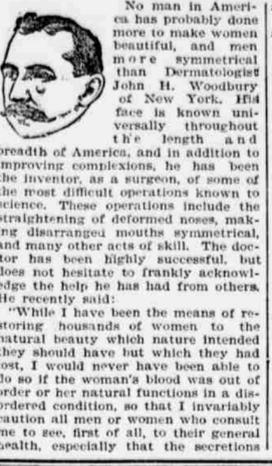 No man in Ameri-
ca has probably done
more to make women
beautiful, and men
more symmetrical
than Dermatologist
John H. Woodbury
of New York. His
face is known uni-
versally throughout
the length and
breadth of America, and in addition to
improving complexions, he has been
the inventor, as a surgeon, of some of
the most difficult operations known to
science. These operations include the
straightening of deformed noses, mak-
ing disarranged mouths symmetrical,
and many other acts of skill. The doc-
tor has been highly successful, but
does not hesitate to frankly acknowl-
edge the help he has had from others.
He recently said:
"While I have been the means of re-
storing housands of women to the
natural beauty which nature intended
they should have but which they had
lost, I would never have been able to
do so if the woman's blood was out of
order or her natural functions in a dis-
ordered condition, so that I invariably
caution all men or women who consult
me to see, first of all, to their general
health, especially that the secretions